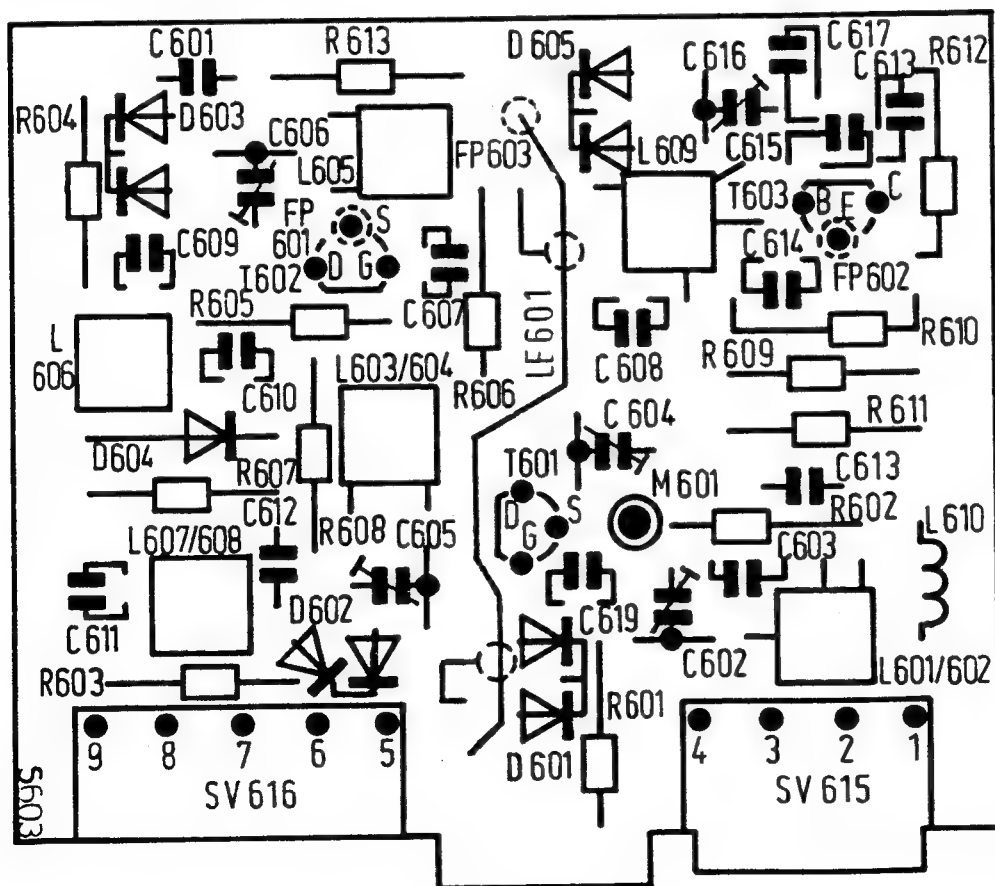 C601
R613
D605
C616
C617
C613
R612
R604
D603
C606
L605
FP603
L609
C615
T603
B
E
C
FP
601
S
D
G
T602
C609
C614
FP602
R605
C607
LF601
L
606
L603/604
R606
C608
R609
R610
C610
C604
R611
D604
R607
T601
M601
C613
C612
R608
C605
D
G
S
R602
L610
L607/608
C603
D602
C611
C619
C602
L601/602
R603
R601
9
8
7
6
5
SV616
D601
4
3
2
1
SV615
S603